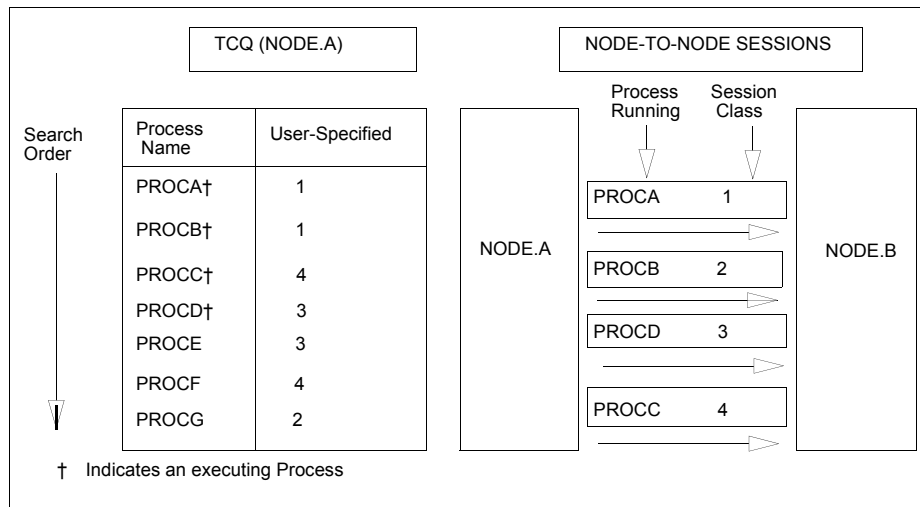 TCQ (NODE.A)
NODE-TO-NODE SESSIONS
Search
Order
Process
Name
User-Specified
PROCA† 1
PROCB† 1
PROCC† 4
PROCD† 3
PROCE 3
PROCF 4
PROCG 2
† Indicates an executing Process
Process
Running
Session
Class
NODE.A
PROCA 1
PROCB 2
PROCD 3
PROCC 4
NODE.B